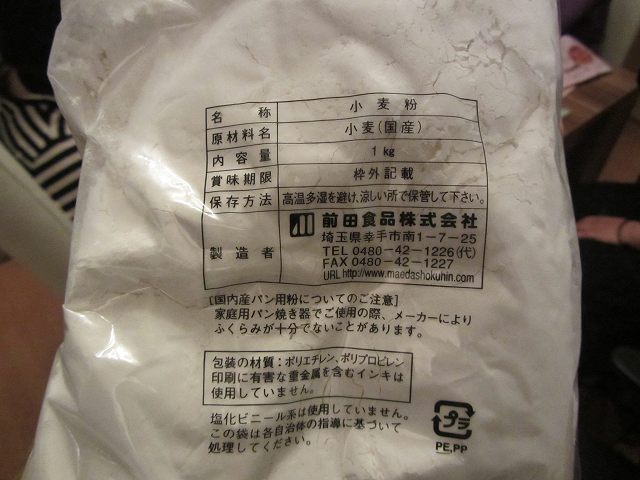 名称 小麦粉
原材料名 小麦(国産)
内容量 1kg
賞味期限 枠外記載
保存方法 高温多湿を避け、涼しい所で保管して下さい。
製造者 前田食品株式会社
埼玉県幸手市南1-7-25
TEL 0480-42-1226(代)
FAX 0480-42-1227
URL http://www.maedashokuhin.com
[国内産パン用粉についてのご注意]
家庭用パン焼き器でご使用の際、メーカーにより
ふくらみが十分でないことがあります。
包装の材質:ポリエチレン、ポリプロピレン
印刷に有害な重金属を含むインキは
使用していません。
塩化ビニール系は使用していません。
この袋は各自治体の指導に基づいて
処理してください。
プラ
PE,PP